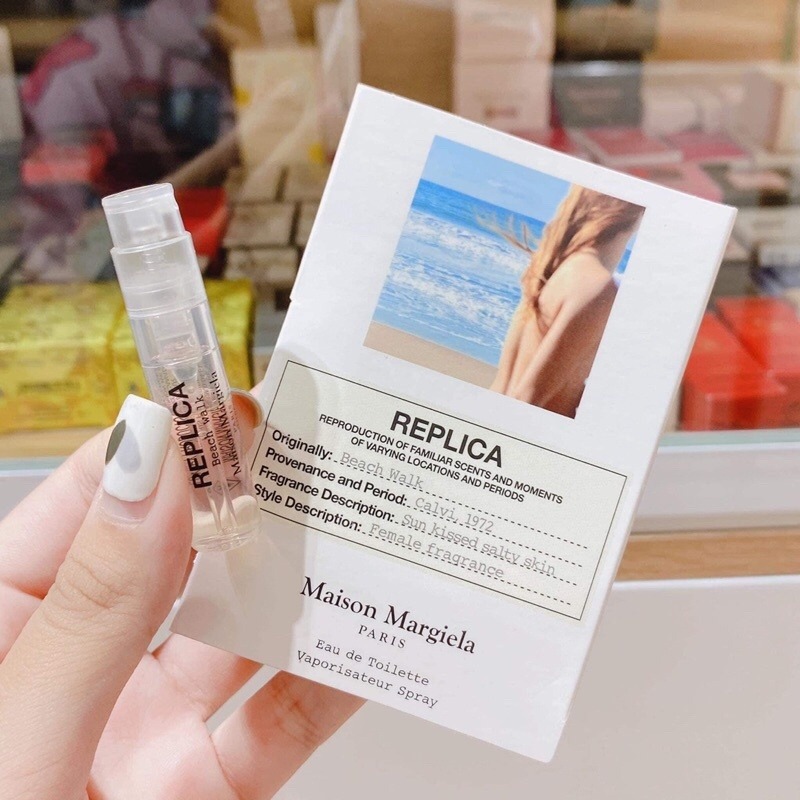 REPLICA
Beach Walk
Maison Margiela
REPLICA
REPRODUCTION OF FAMILIAR SCENTS AND MOMENTS
OF VARYING LOCATIONS AND PERIODS
Originally: Beach Walk
Provenance and Period: Calvi, 1972
Fragrance Description: Sun kissed salty skin
Style Description: Female fragrance
Maison Margiela
PARIS
Eau de Toilette
Vaporisateur Spray